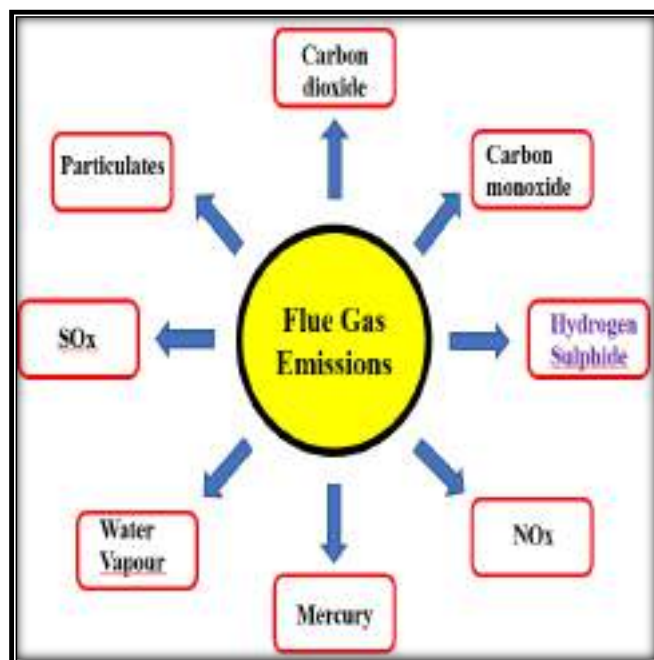 Carbon
dioxide
Particulates
Carbon
monoxide
SOx
Flue Gas
Emissions
Hydrogen
Sulphide
Water
Vapour
NOx
Mercury